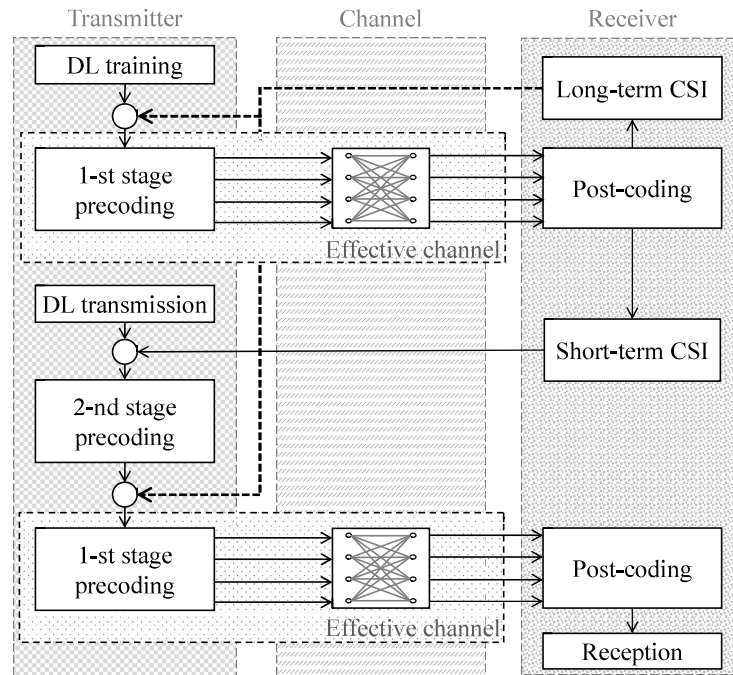 Transmitter
Channel
Receiver
DL training
Long-term CSI
1-st stage
precoding
Post-coding
Effective channel
DL transmission
Short-term CSI
2-nd stage
precoding
1-st stage
precoding
Post-coding
Effective channel
Reception